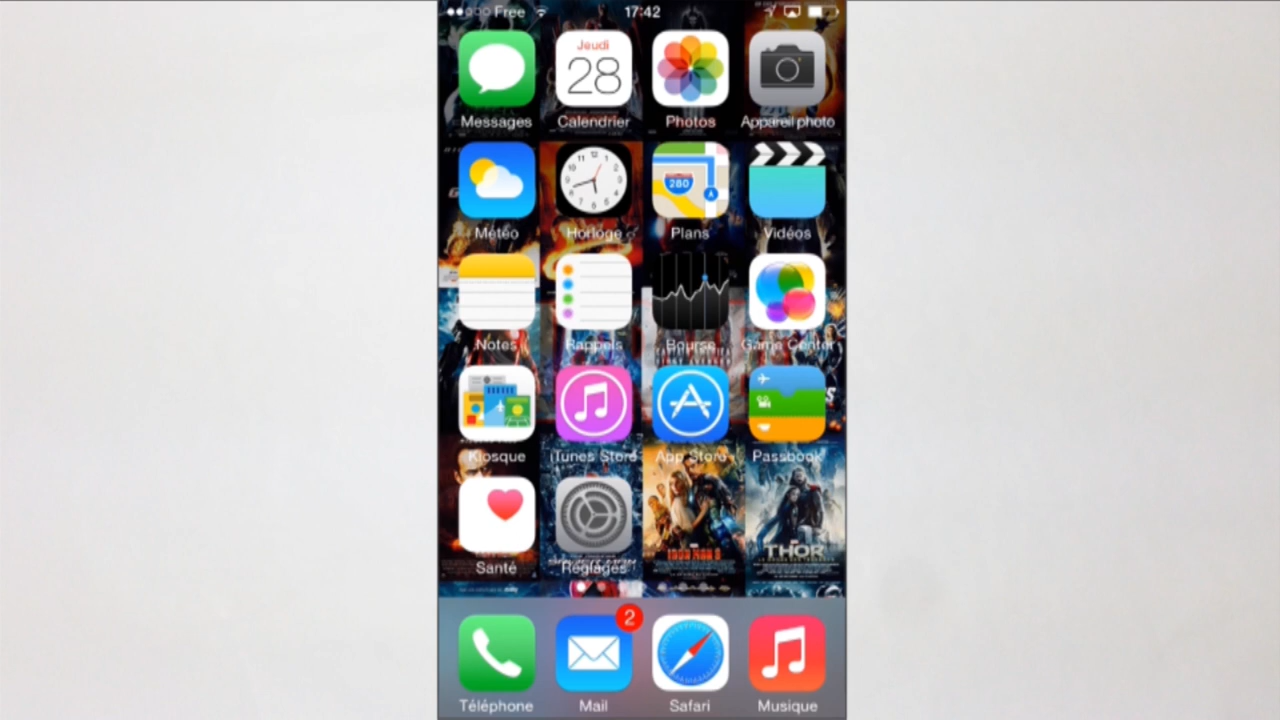 Free 17:42
Jeudi
28
280
Messages Calendrier Photos Appareil photo
Météo Horloge Plans Vidéos
Notes Rappels Bourse Game Center
Kiosque iTunes Store App Store Passbook
IRON MAN 3
THOR
Santé Réglages
2
Téléphone Mail Safari Musique